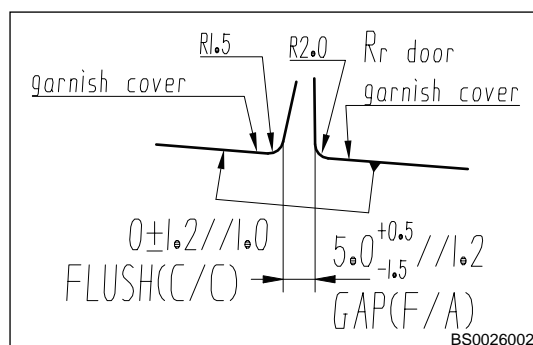 R1.5
R2.0
Rr door
garnish cover
garnish cover
0±1.2//1.0
5.0 +0.5 -1.5 //1.2
FLUSH(C/C)
GAP(F/A)
BS0026002